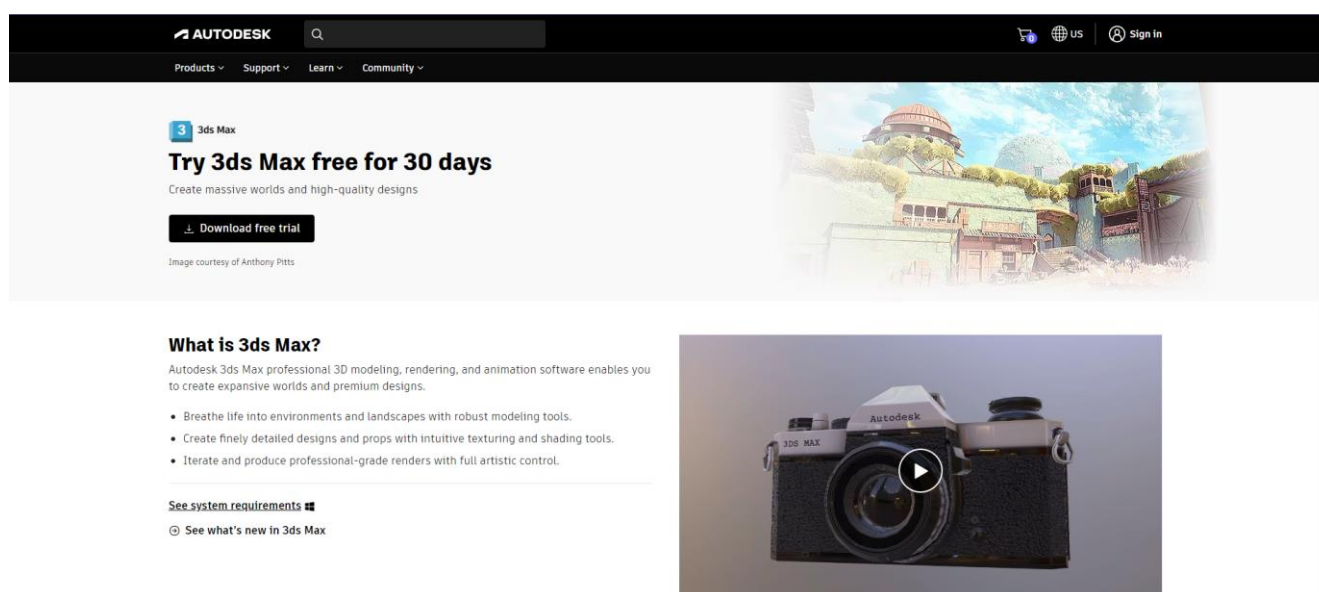 AUTODESK
0
US
Sign in
Products
Support
Learn
Community
3 3ds Max
Try 3ds Max free for 30 days
Create massive worlds and high-quality designs
Download free trial
Image courtesy of Anthony Pitts
What is 3ds Max?
Autodesk 3ds Max professional 3D modeling, rendering, and animation software enables you
to create expansive worlds and premium designs.
• Breathe life into environments and landscapes with robust modeling tools.
• Create finely detailed designs and props with intuitive texturing and shading tools.
• Iterate and produce professional-grade renders with full artistic control.
See system requirements
See what's new in 3ds Max
Autodesk
3DS MAX